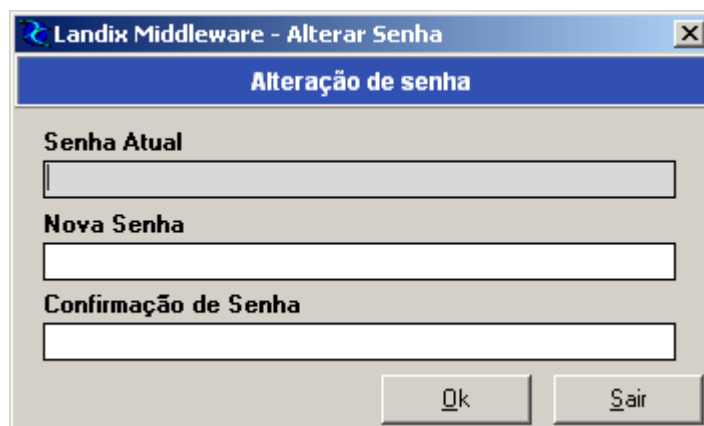 Landix Middleware - Alterar Senha
Alteração de senha
Senha Atual
Nova Senha
Confirmação de Senha
Ok Sair